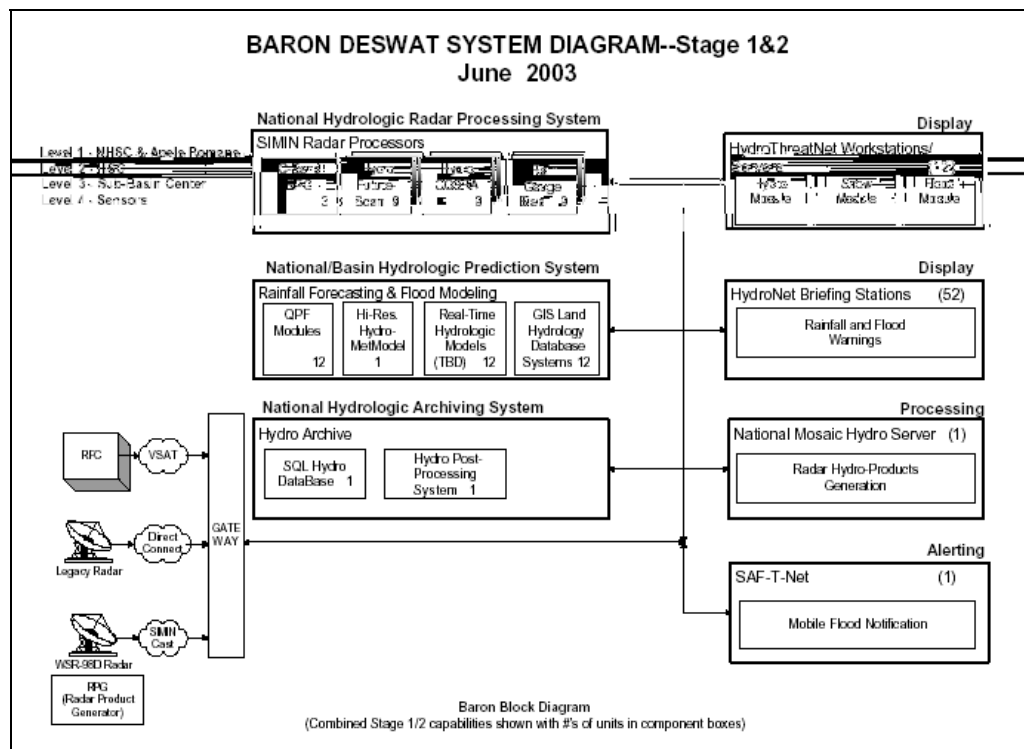 BARON DESWAT SYSTEM DIAGRAM--Stage 1&2
June 2003
National Hydrologic Radar Processing System
SIMIN Radar Processors
Level 3 - Sub-Basin Center
Level 4 - Sensors
Display
HydroThreatNet Workstations/
Hydro
Module
Module
Module
National/Basin Hydrologic Prediction System
Rainfall Forecasting & Flood Modeling
QPF
Modules
12
Hi-Res.
Hydro-
MetModel
1
Real-Time
Hydrologic
Models
(TBD) 12
GIS Land
Hydrology
Database
Systems 12
Display
HydroNet Briefing Stations (52)
Rainfall and Flood
Warnings
National Hydrologic Archiving System
Hydro Archive
SQL Hydro
DataBase 1
Hydro Post-
Processing
System 1
Processing
National Mosaic Hydro Server (1)
Radar Hydro-Products
Generation
RFC
VSAT
GATE
WAY
Direct
Connect
Legacy Radar
SIMIN
Cast
WSR-98D Radar
RPG
(Radar Product
Generator)
Alerting
SAF-T-Net (1)
Mobile Flood Notification
Baron Block Diagram
(Combined Stage 1/2 capabilities shown with #'s of units in component boxes)